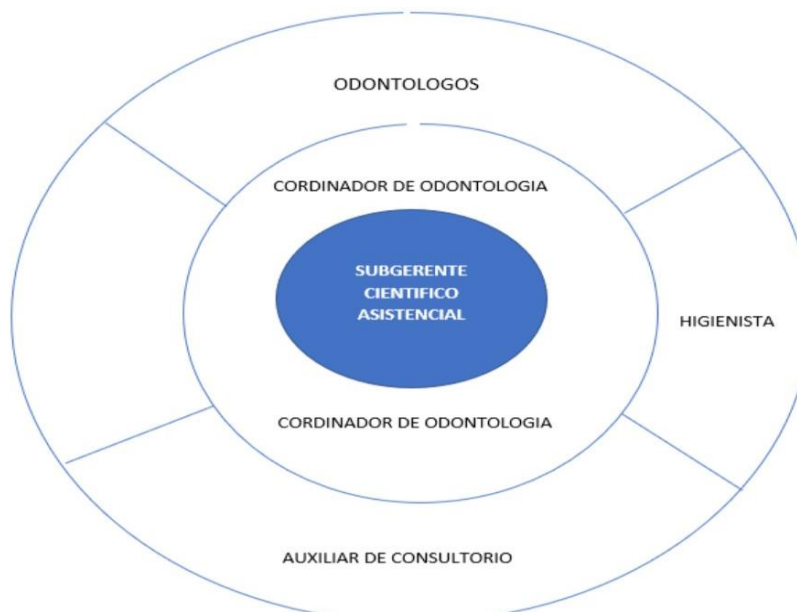 ODONTOLOGOS
CORDINADOR DE ODONTOLOGIA
SUBGERENTE
CIENTIFICO
ASISTENCIAL
HIGIENISTA
CORDINADOR DE ODONTOLOGIA
AUXILIAR DE CONSULTORIO